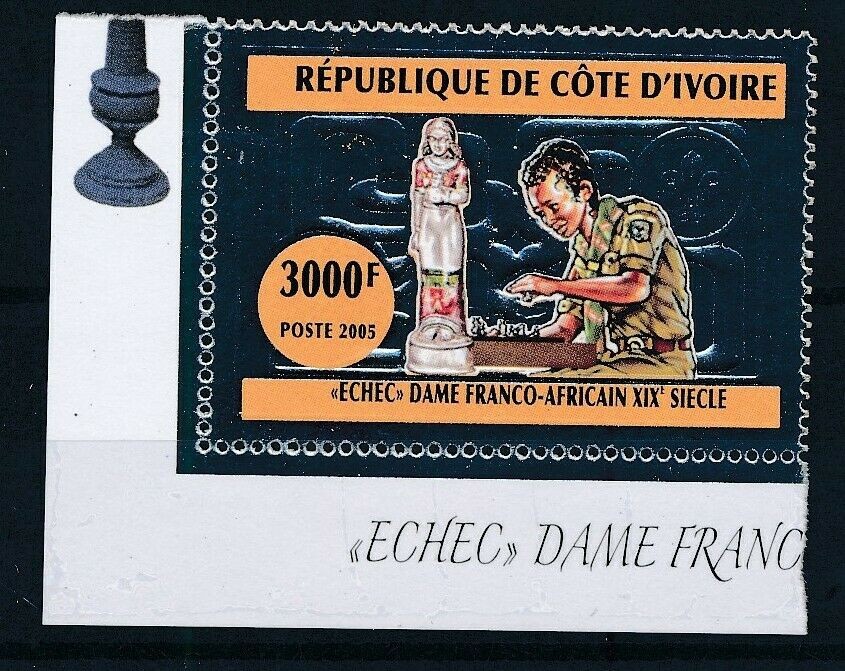 RÉPUBLIQUE DE CÔTE D'IVOIRE
3000F
POSTE 2005
«ECHEC» DAME FRANCO-AFRICAIN XIXᴱ SIECLE
«ECHEC» DAME FRANC